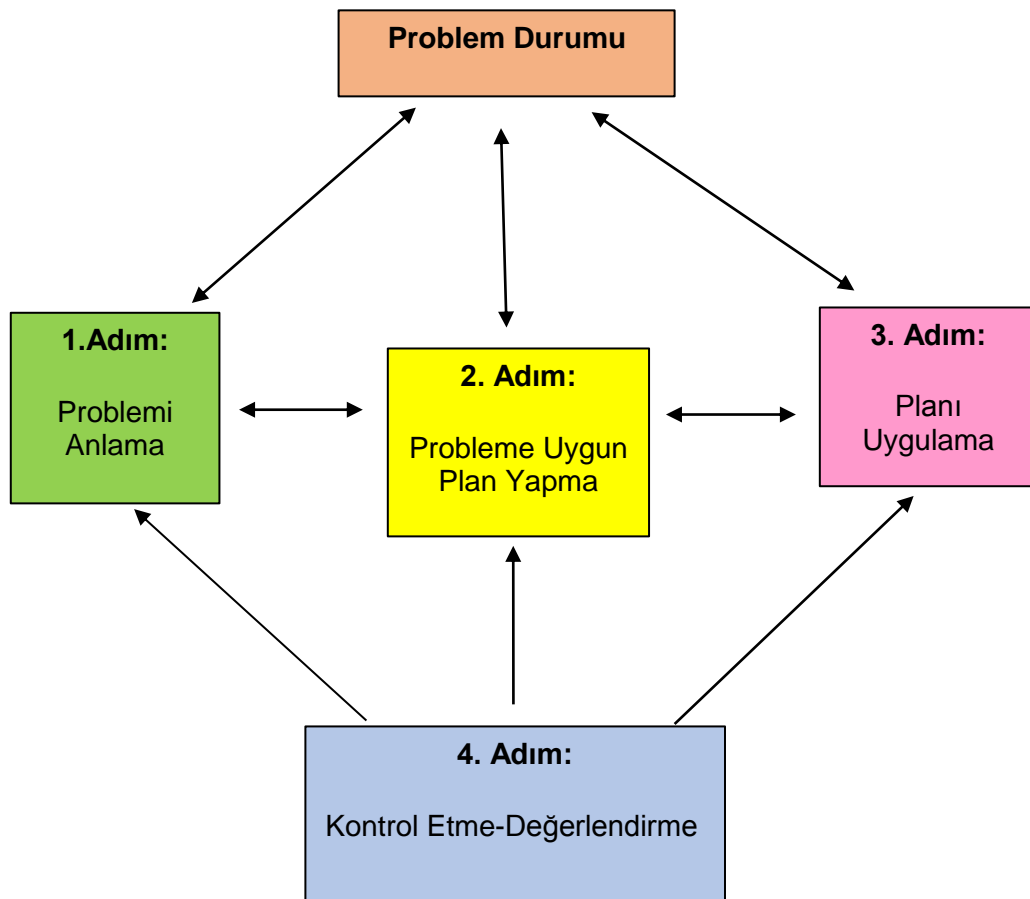 Problem Durumu
1.Adım:
Problemi
Anlama
2. Adım:
Probleme Uygun
Plan Yapma
3. Adım:
Planı
Uygulama
4. Adım:
Kontrol Etme-Değerlendirme